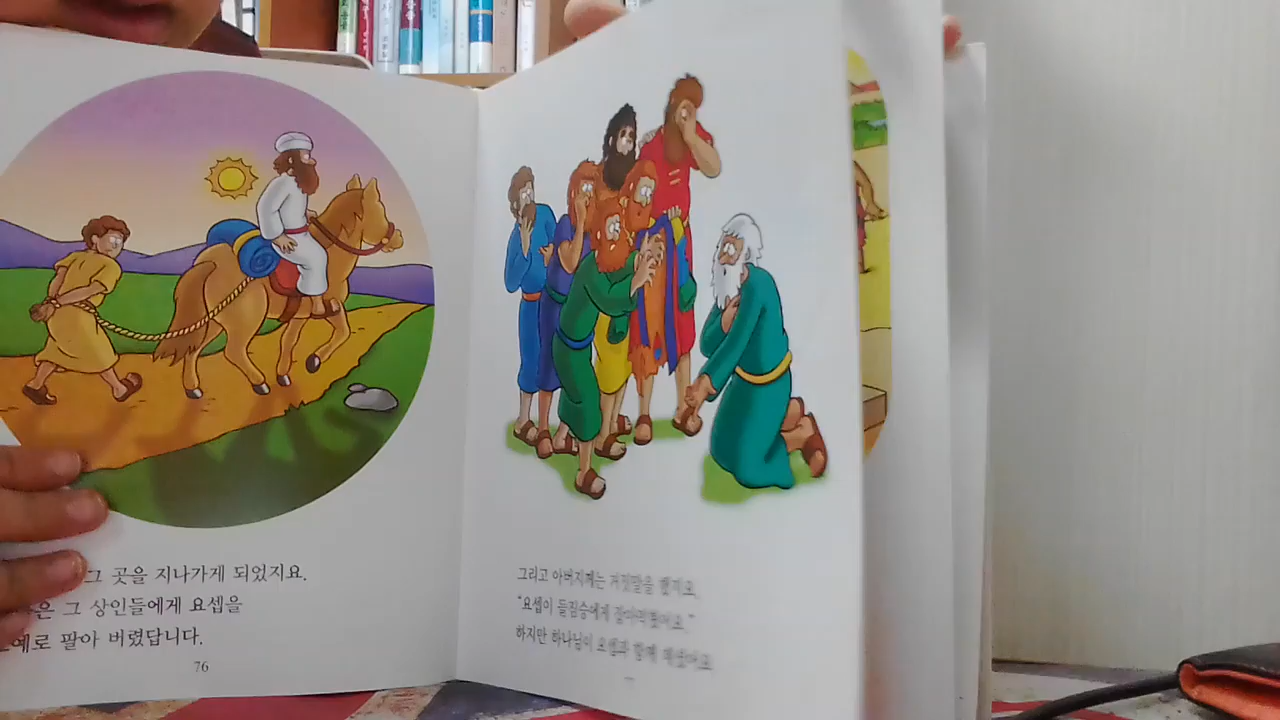 그 곳을 지나가게 되었지요.
은 그 상인들에게 요셉을
예로 팔아 버렸답니다.
76
그리고 아버지께는 거짓말을 했지요.
"요셉이 들짐승에게 잡아먹혔어요."
하지만 하나님이 요셉과 함께 계셨어요.